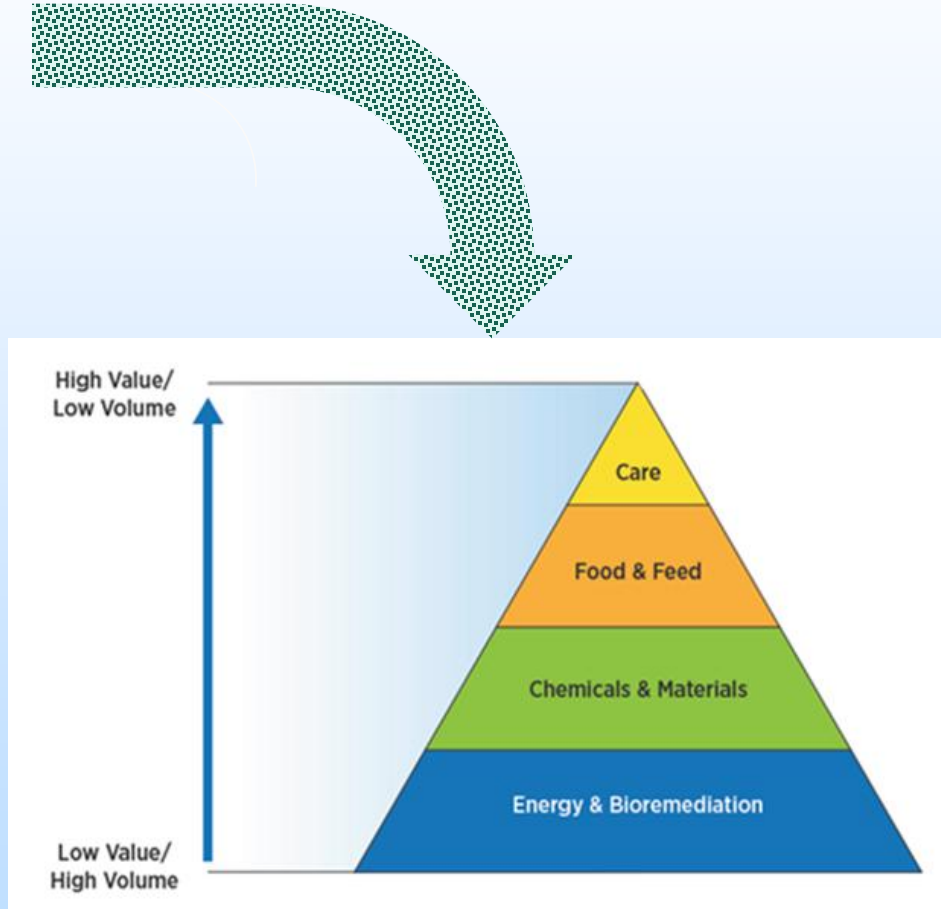 High Value/
Low Volume
Care
Food & Feed
Chemicals & Materials
Energy & Bioremediation
Low Value/
High Volume